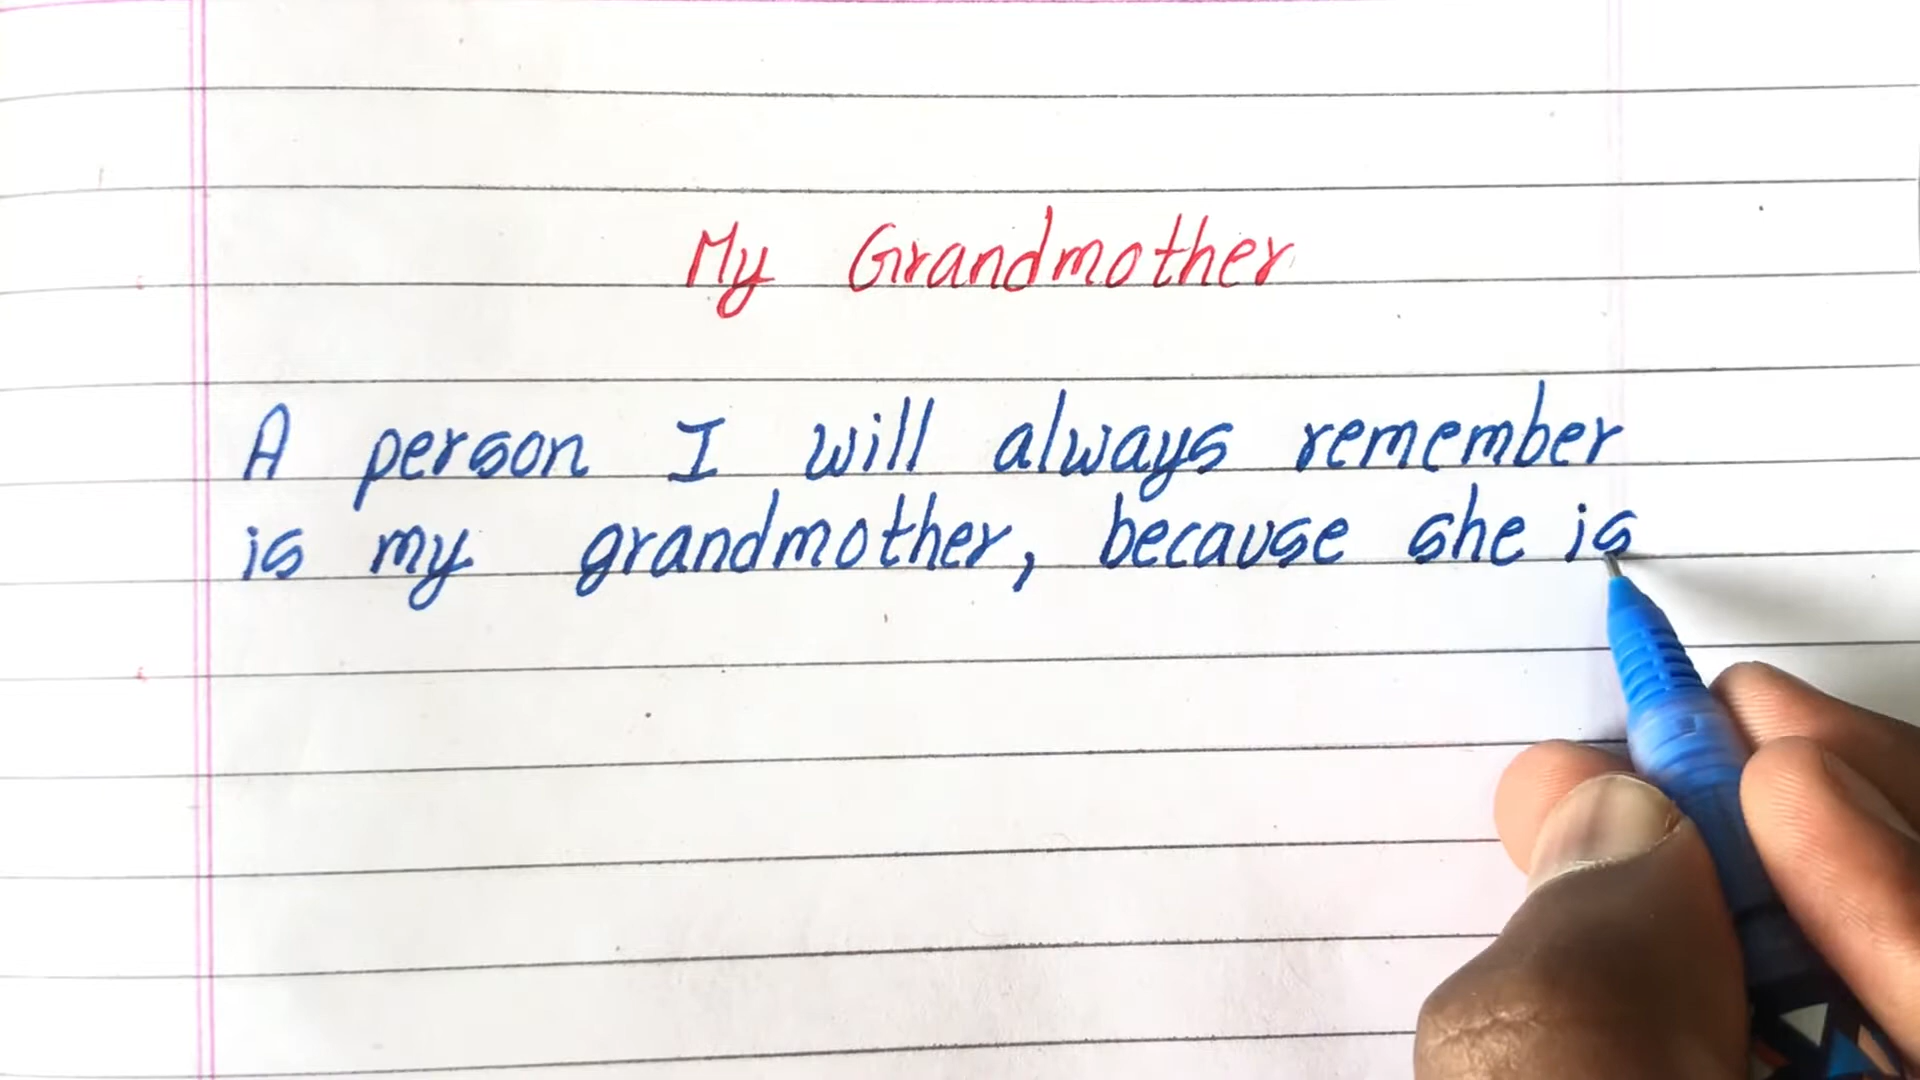 My Grandmother
A person I will always remember
is my grandmother, because she is